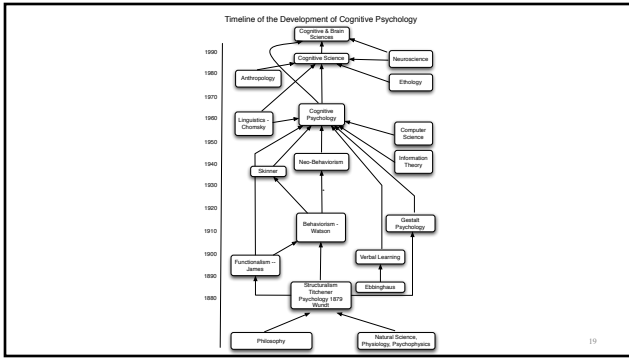 Timeline of the Development of Cognitive Psychology
Cognitive & Brain
Sciences
1990
Cognitive Science
Neuroscience
1980
Anthropology
Ethology
1970
Cognitive
Psychology
1960
Linguistics -
Chomsky
Computer
Science
1950
Information
Theory
Neo-Behaviorism
1940
Skinner
1930
1920
Gestalt
Psychology
Behaviorism -
Watson
1910
1900
Verbal Learning
Functionalism --
James
1890
Ebbinghaus
Structuralism
Titchener
Psychology 1879
Wundt
1880
Philosophy
Natural Science,
Physiology, Psychophysics
19